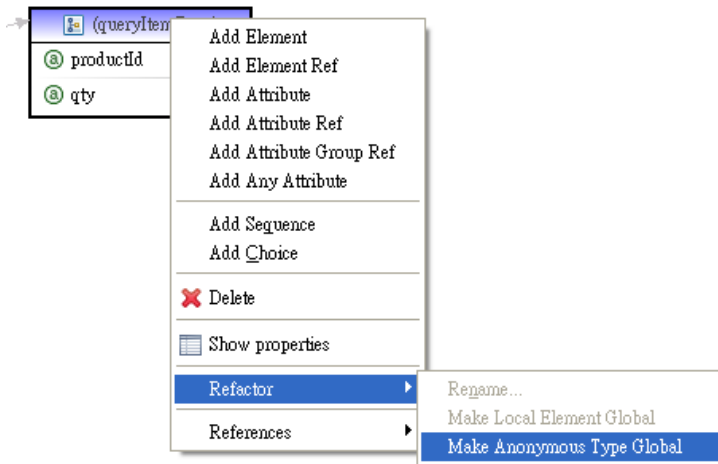 (queryItem
productId
qty
Add Element
Add Element Ref
Add Attribute
Add Attribute Ref
Add Attribute Group Ref
Add Any Attribute
Add Sequence
Add Choice
Delete
Show properties
Refactor
References
Rename...
Make Local Element Global
Make Anonymous Type Global